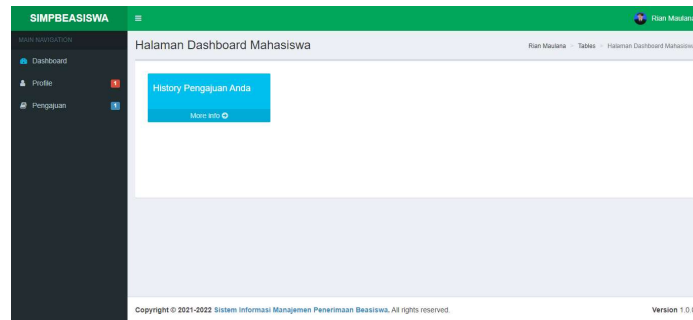 SIMPBEASISWA
Rian Maulana
MAIN NAVIGATION
Dashboard
Profile 1
Pengajuan 1
Halaman Dashboard Mahasiswa
Rian Maulana > Tables > Halaman Dashboard Mahasiswa
History Pengajuan Anda
More info
Copyright © 2021-2022 Sistem Informasi Manajemen Penerimaan Beasiswa. All rights reserved.
Version 1.0.